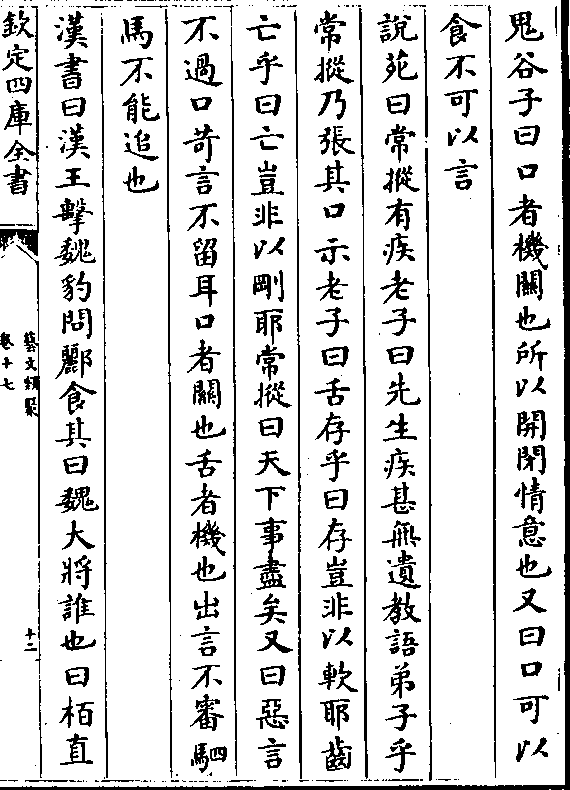 鬼谷子曰口者機關也所以開閉情意也又曰口可以
食不可以言
說苑曰常摐有疾老子曰先生疾甚無遺教語弟子乎
常摐乃張其口示老子曰舌存乎曰存豈非以軟耶齒
亡乎曰亡豈非以剛耶常摐曰天下事盡矣又曰惡言
不過口苛言不留耳口者關也舌者機也出言不審駟
馬不能追也
漢書曰漢王擊魏豹問酈食其曰魏大將誰也曰栢直
欽定四庫全書
藝文類聚
卷十七
十二